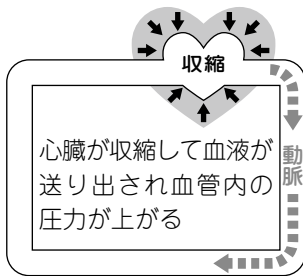 収縮
心臓が収縮して血液が
送り出され血管内の
圧力が上がる
動脈